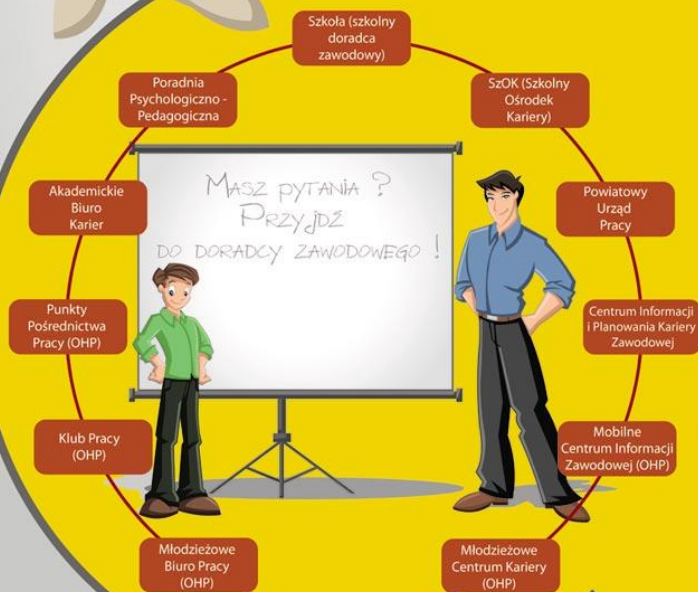 Szkoła (szkolny
doradca
zawodowy)
Poradnia
Psychologiczno -
Pedagogiczna
SzOK (Szkolny
Ośrodek
Kariery)
MASZ PYTANIA ?
PRZYJDŹ
DO DORADCY ZAWODOWEGO !
Akademickie
Biuro
Karier
Powiatowy
Urząd
Pracy
Punkty
Pośrednictwa
Pracy (OHP)
Centrum Informacji
i Planowania Kariery
Zawodowej
Klub Pracy
(OHP)
Mobilne
Centrum Informacji
Zawodowej (OHP)
Młodzieżowe
Biuro Pracy
(OHP)
Młodzieżowe
Centrum Kariery
(OHP)